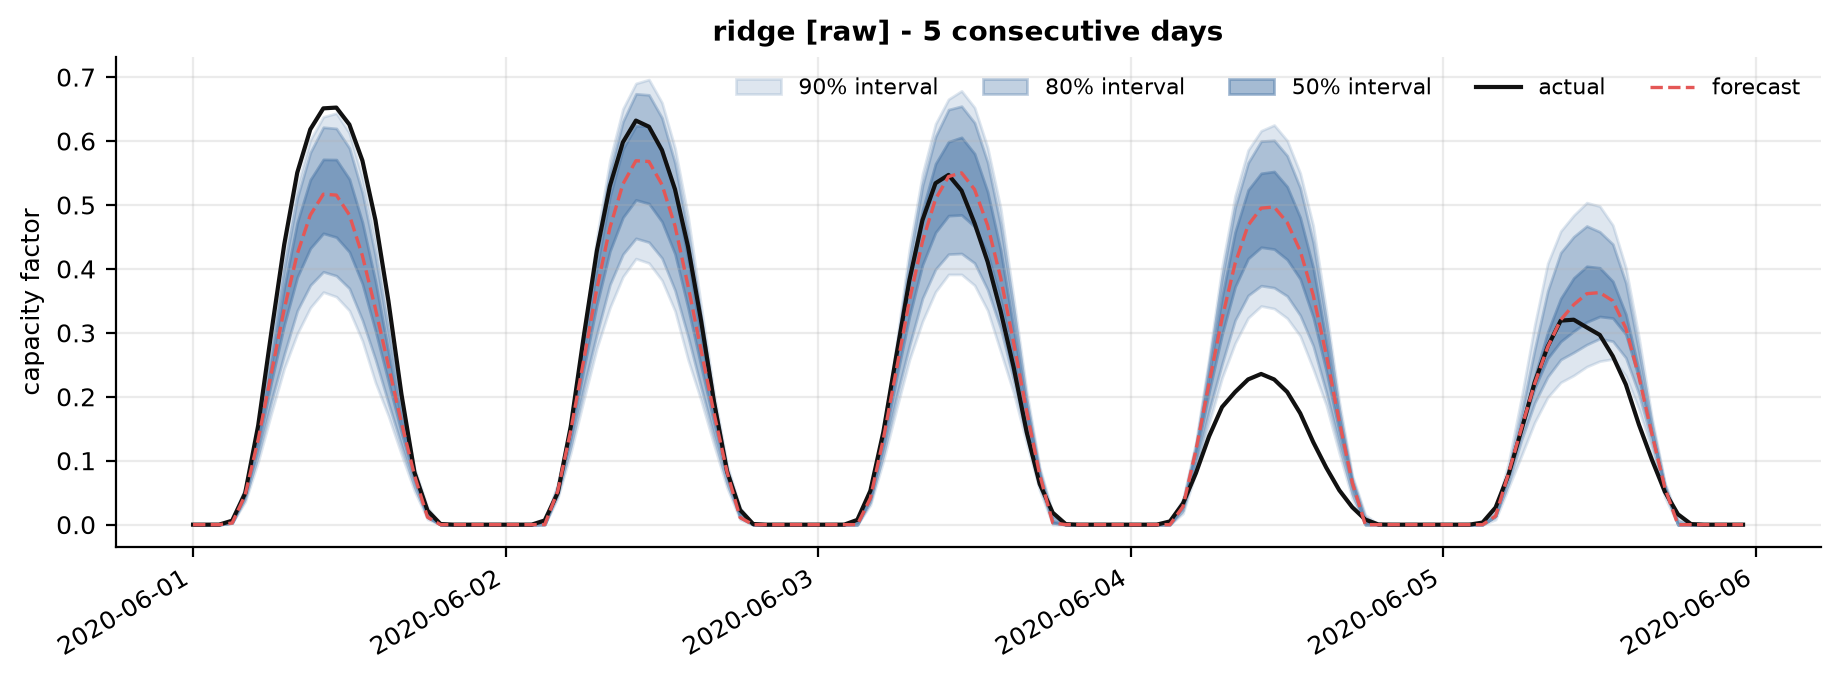 ridge [raw] - 5 consecutive days
90% interval
80% interval
50% interval
actual
forecast
capacity factor
0.7
0.6
0.5
0.4
0.3
0.2
0.1
0.0
2020-06-01
2020-06-02
2020-06-03
2020-06-04
2020-06-05
2020-06-06